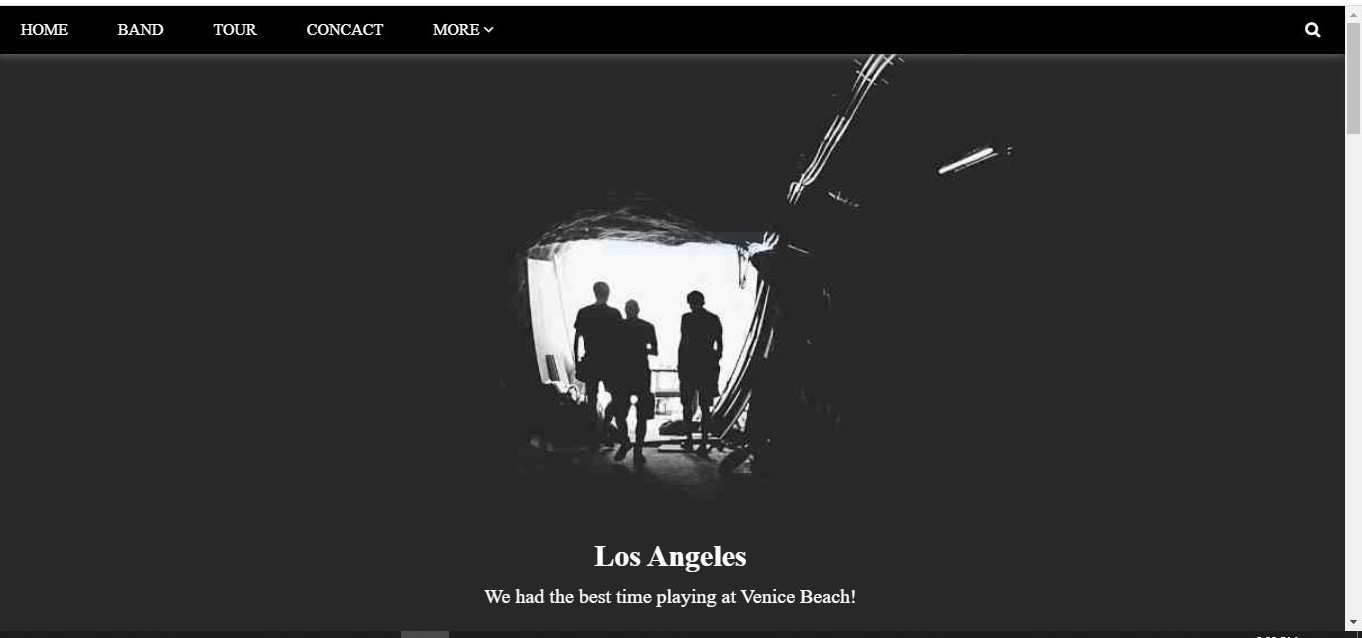 HOME BAND TOUR CONCACT MORE
Los Angeles
We had the best time playing at Venice Beach!